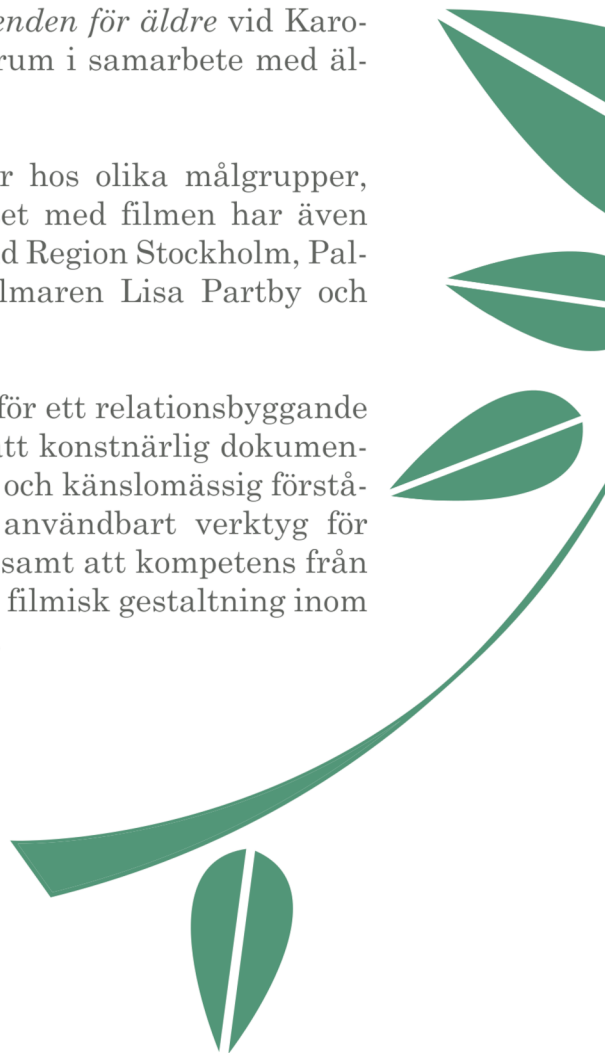 enden för äldre vid Karo-
rum i samarbete med äl-
r hos olika målgrupper,
et med filmen har även
d Region Stockholm, Pal-
lmaren Lisa Partby och
för ett relationsbyggande
att konstnärlig dokumen-
och känslomässig förstå-
användbart verktyg för
samt att kompetens från
filmisk gestaltning inom